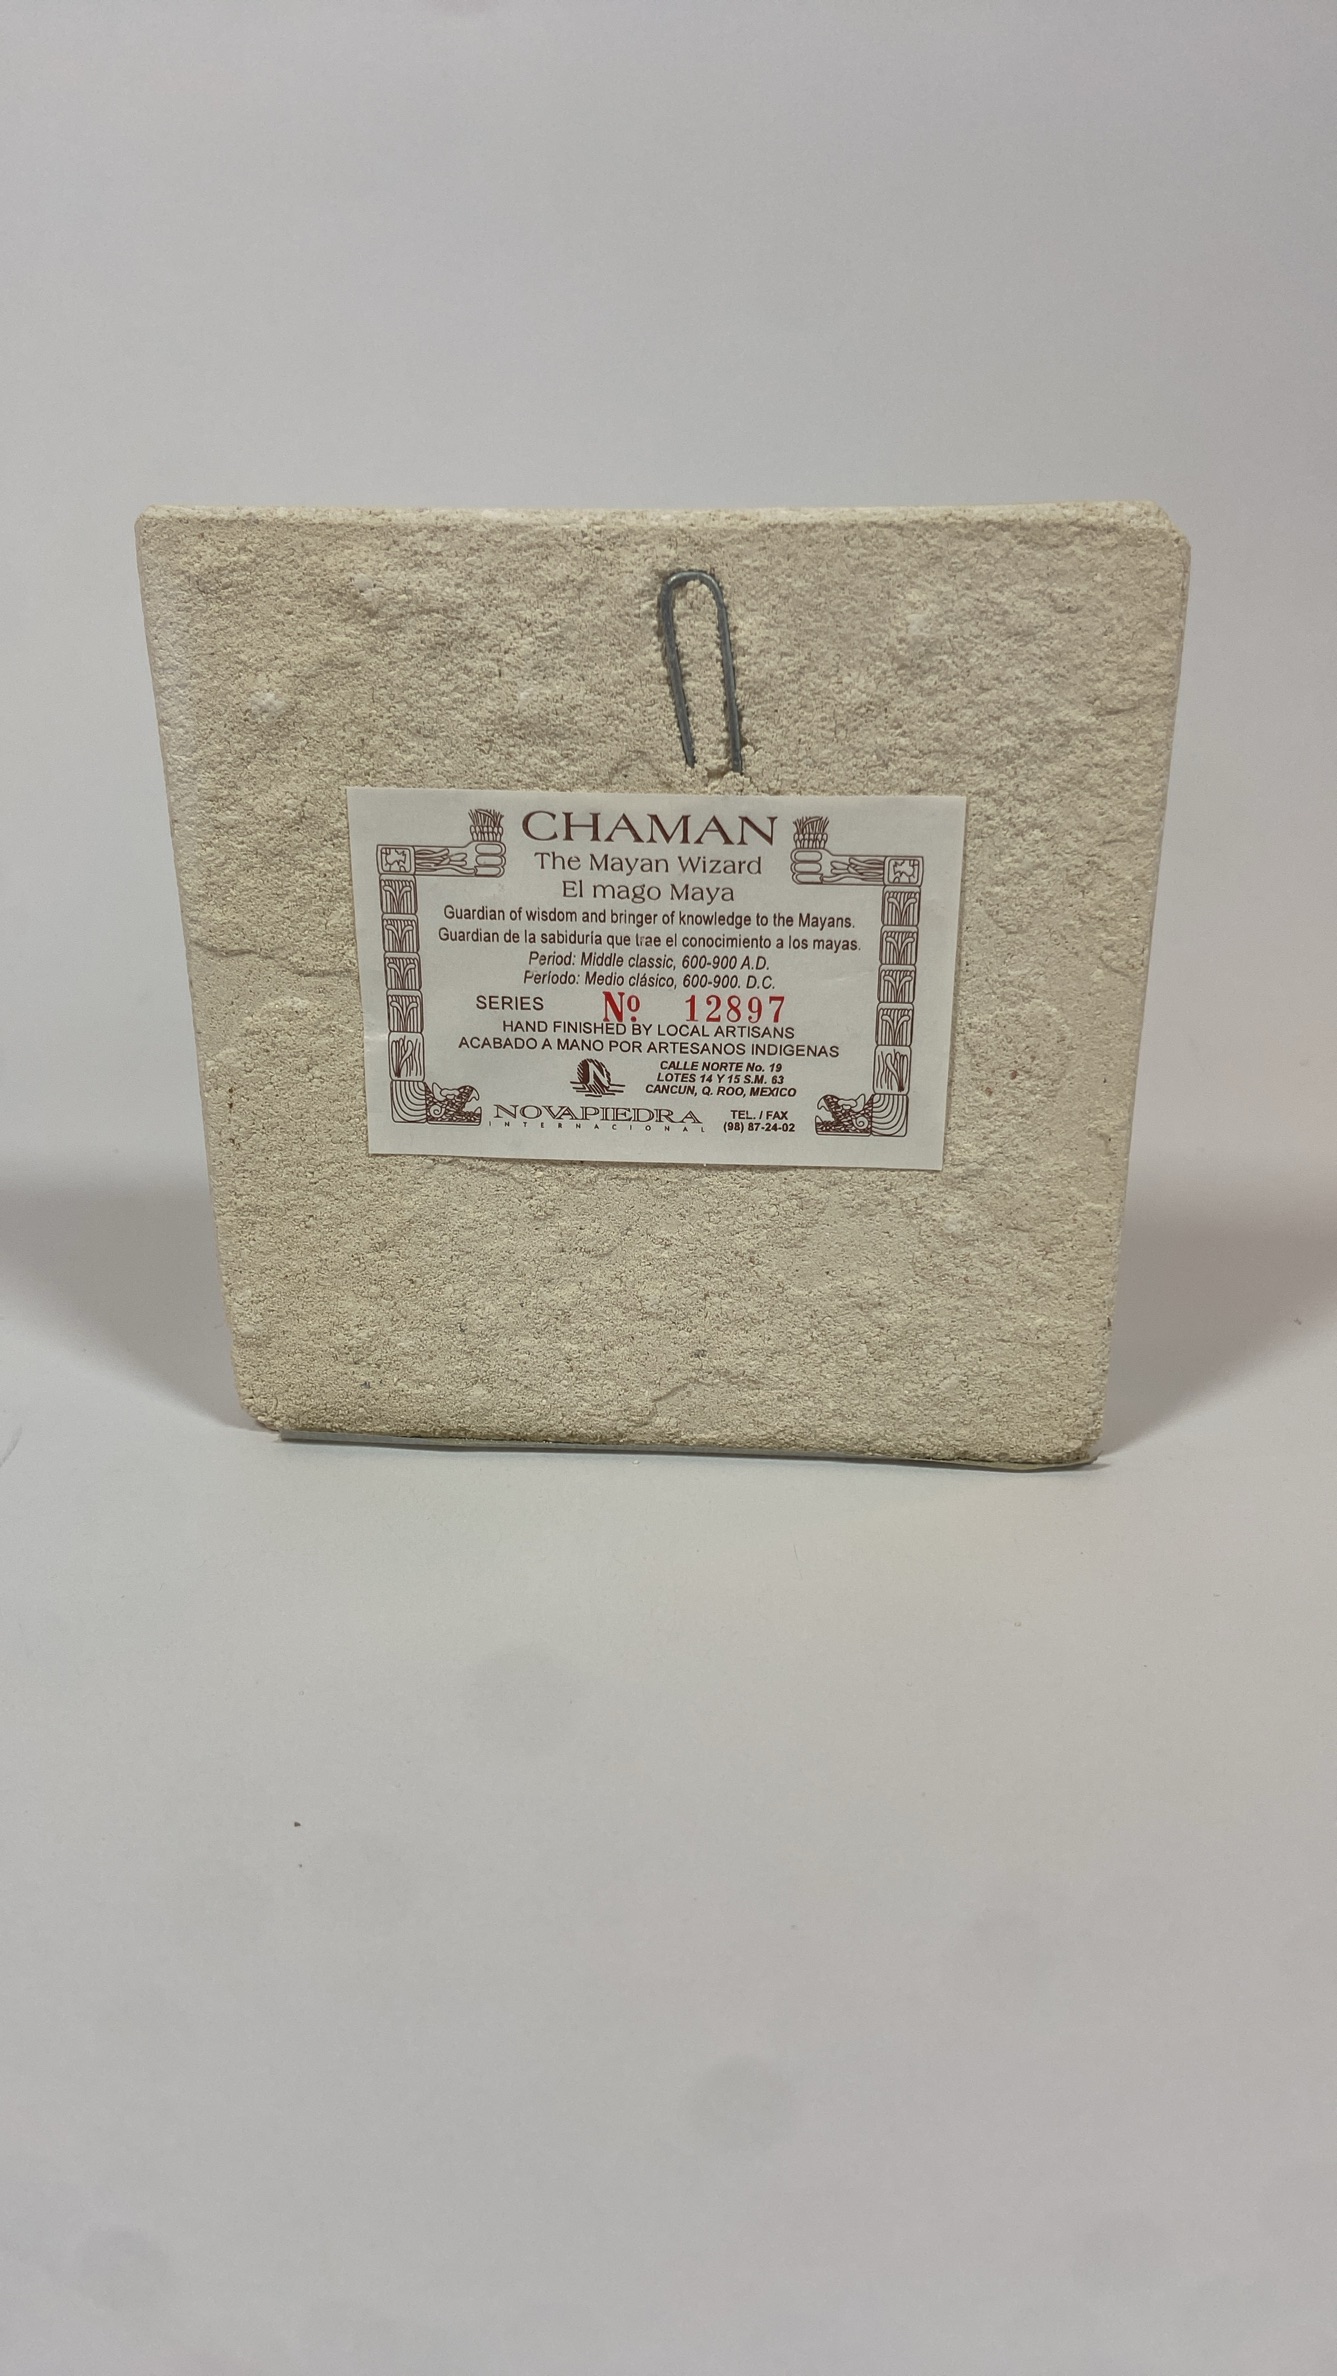 CHAMAN
The Mayan Wizard
El mago Maya
Guardian of wisdom and bringer of knowledge to the Mayans.
Guardian de la sabiduría que trae el conocimiento a los mayas.
Period: Middle classic, 600-900 A.D.
Período: Medio clásico, 600-900. D.C.
SERIES Nº 12897
HAND FINISHED BY LOCAL ARTISANS
ACABADO A MANO POR ARTESANOS INDIGENAS
N
CALLE NORTE No. 19
LOTES 14 Y 15 S.M. 63
CANCUN, Q. ROO, MEXICO
NOVAPIEDRA
INTERNACIONAL
TEL. / FAX
(98) 87-24-02